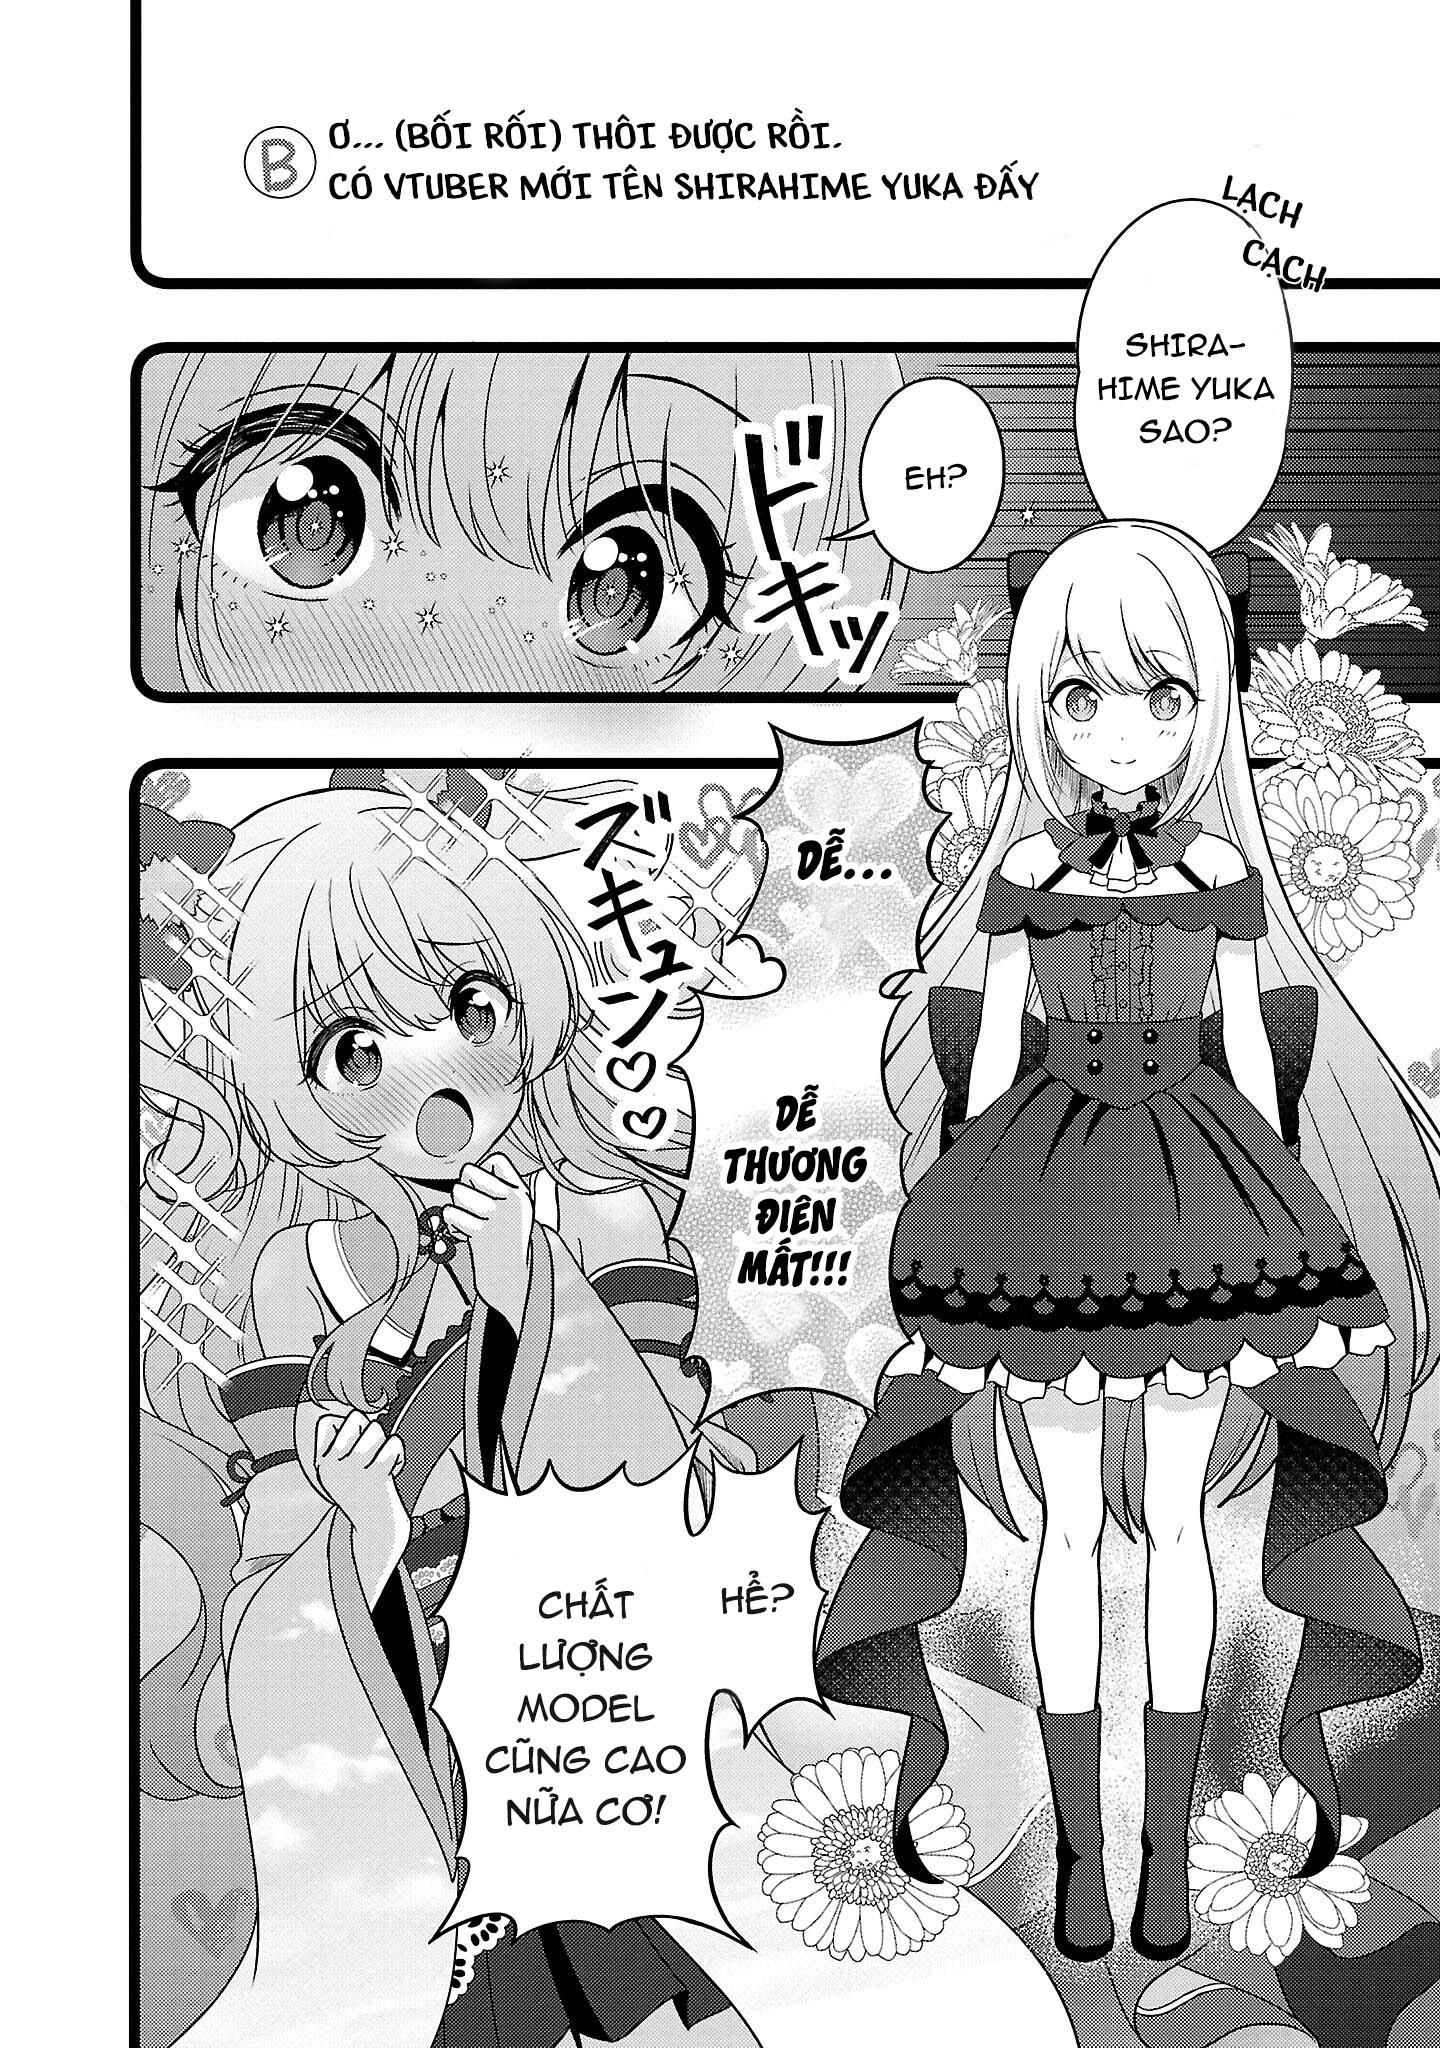 B
Ơ... (BỐI RỐI) THÔI ĐƯỢC RỒI.
CÓ VTUBER MỚI TÊN SHIRAHIME YUKA ĐẤY
LẠCH
CẠCH
SHIRA-
HIME YUKA
SAO?
EH?
ドキッ
DỄ...
DỄ
THƯƠNG
ĐIÊN
MẤT!!!
ズキュン♡♡
HỂ?
CHẤT
LƯỢNG
MODEL
CŨNG CAO
NỮA CƠ!